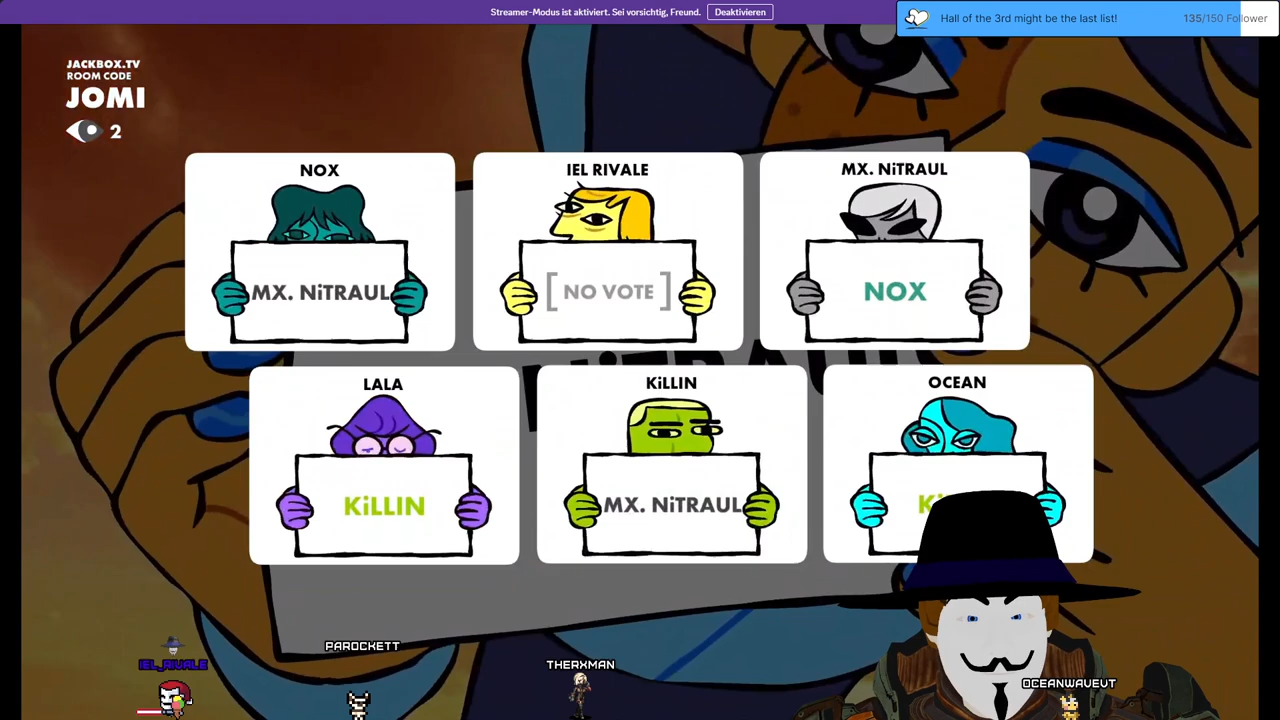 Streamer-Modus ist aktiviert. Sei vorsichtig, Freund. Deaktivieren
Hall of the 3rd might be the last list! 135/150 Follower
JACKBOX.TV
ROOM CODE
JOMI
2
NOX
MX. NiTRAUL
IEL RIVALE
[NO VOTE]
MX. NiTRAUL
NOX
LALA
KiLLIN
KiLLIN
MX. NiTRAUL
OCEAN
IEL_RIVALE
PAROCKETT
THERXMAN
OCEANWAVEVT